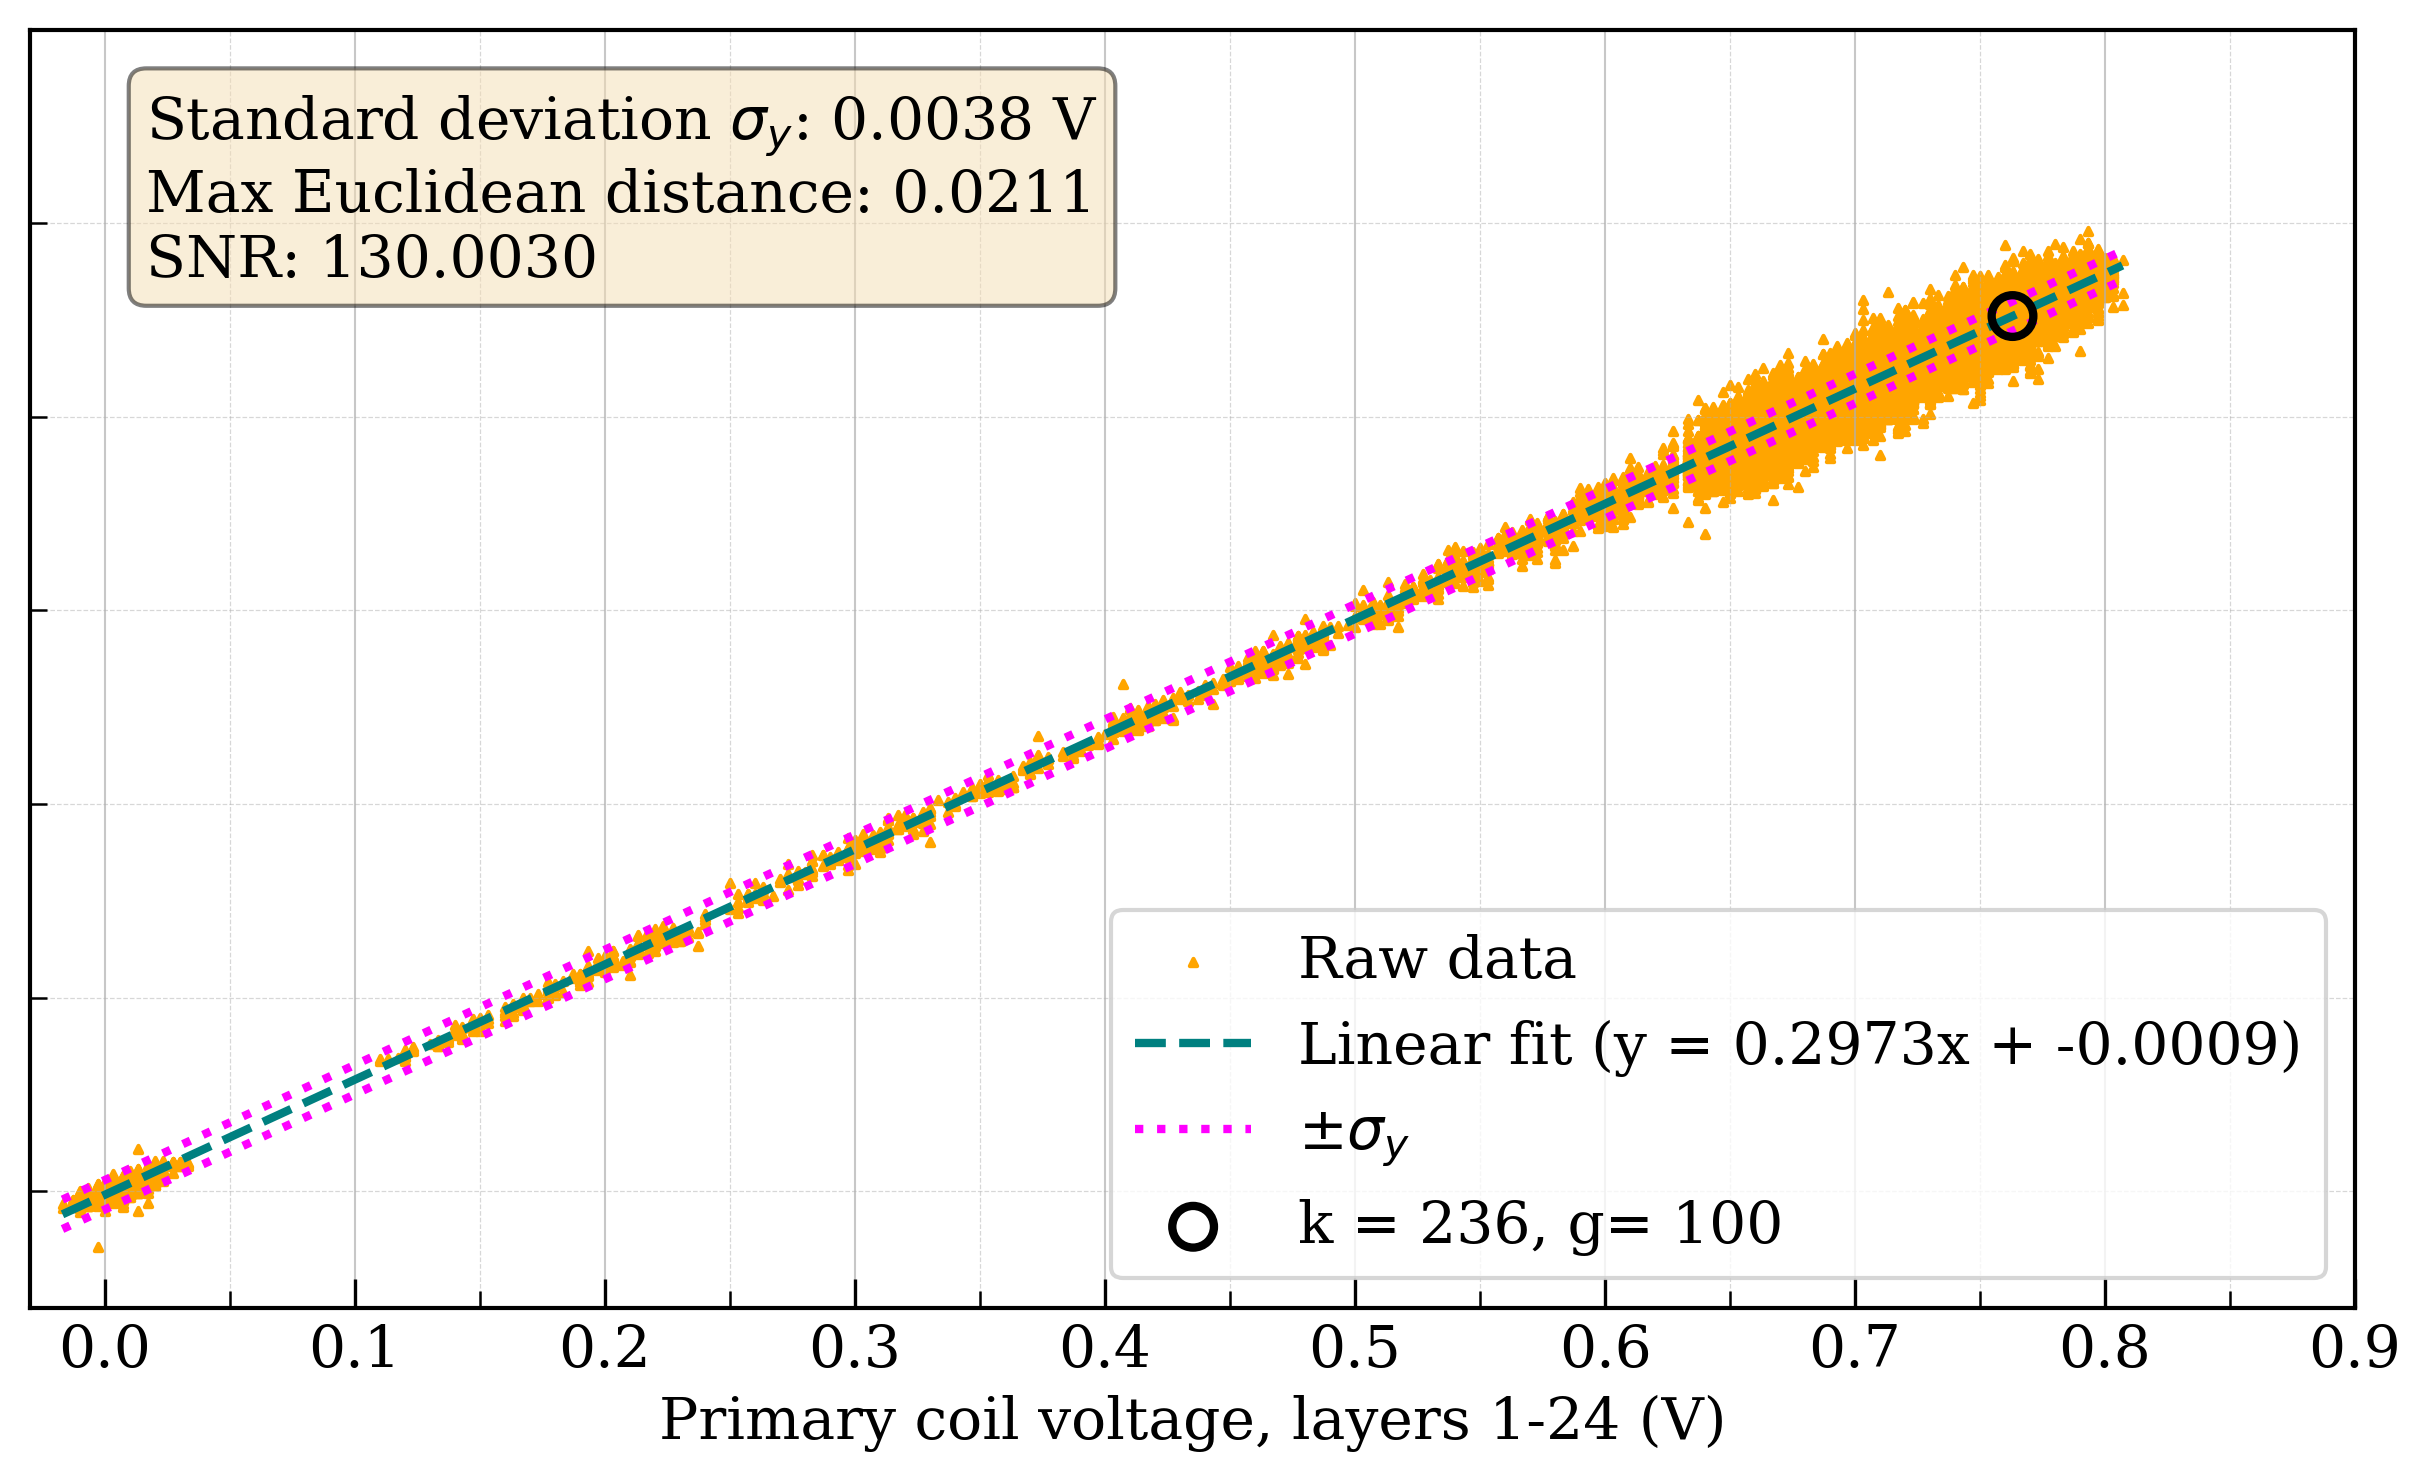 Standard deviation σy: 0.0038 V
Max Euclidean distance: 0.0211
SNR: 130.0030
Raw data
Linear fit (y = 0.2973x + -0.0009)
±σy
k = 236, g= 100
0.0 0.1 0.2 0.3 0.4 0.5 0.6 0.7 0.8 0.9
Primary coil voltage, layers 1-24 (V)